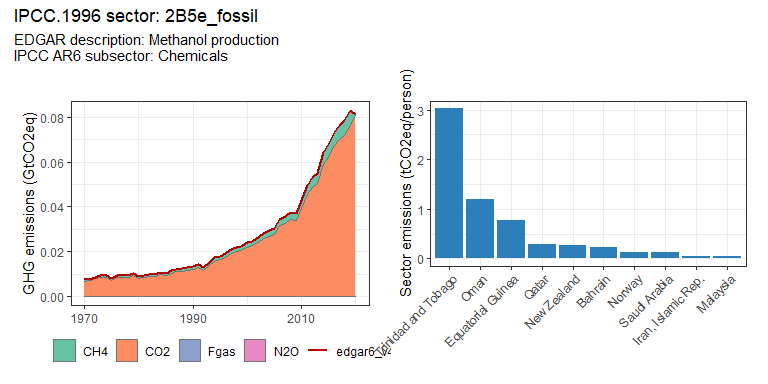 IPCC.1996 sector: 2B5e_fossil
EDGAR description: Methanol production
IPCC AR6 subsector: Chemicals
GHG emissions (GtCO2eq)
0.08
0.06
0.04
0.02
0.00
1970
1990
2010
CH4
CO2
Fgas
N2O
Sector emissions (tCO2eq/person)
3
2
1
0
Trinidad and Tobago
Oman
Equatorial Guinea
Qatar
New Zealand
Bahrain
Norway
Saudi Arabia
Iran, Islamic Rep.
Malaysia